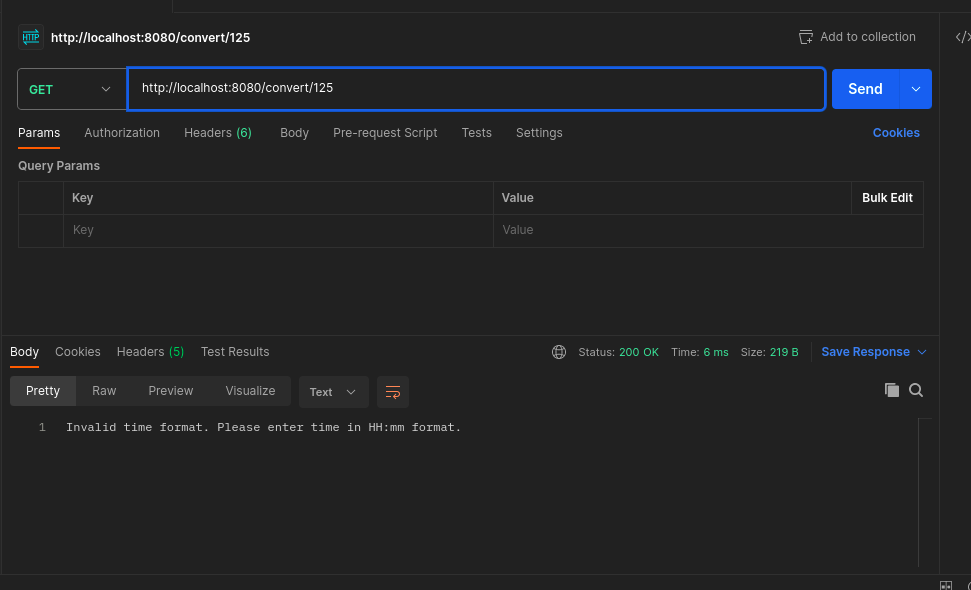 HTTP http://localhost:8080/convert/125 Add to collection </>
GET http://localhost:8080/convert/125 Send
Params Authorization Headers (6) Body Pre-request Script Tests Settings Cookies
Query Params
Key Value Bulk Edit
Key Value
Body Cookies Headers (5) Test Results Status: 200 OK Time: 6 ms Size: 219 B Save Response
Pretty Raw Preview Visualize Text
1 Invalid time format. Please enter time in HH:mm format.